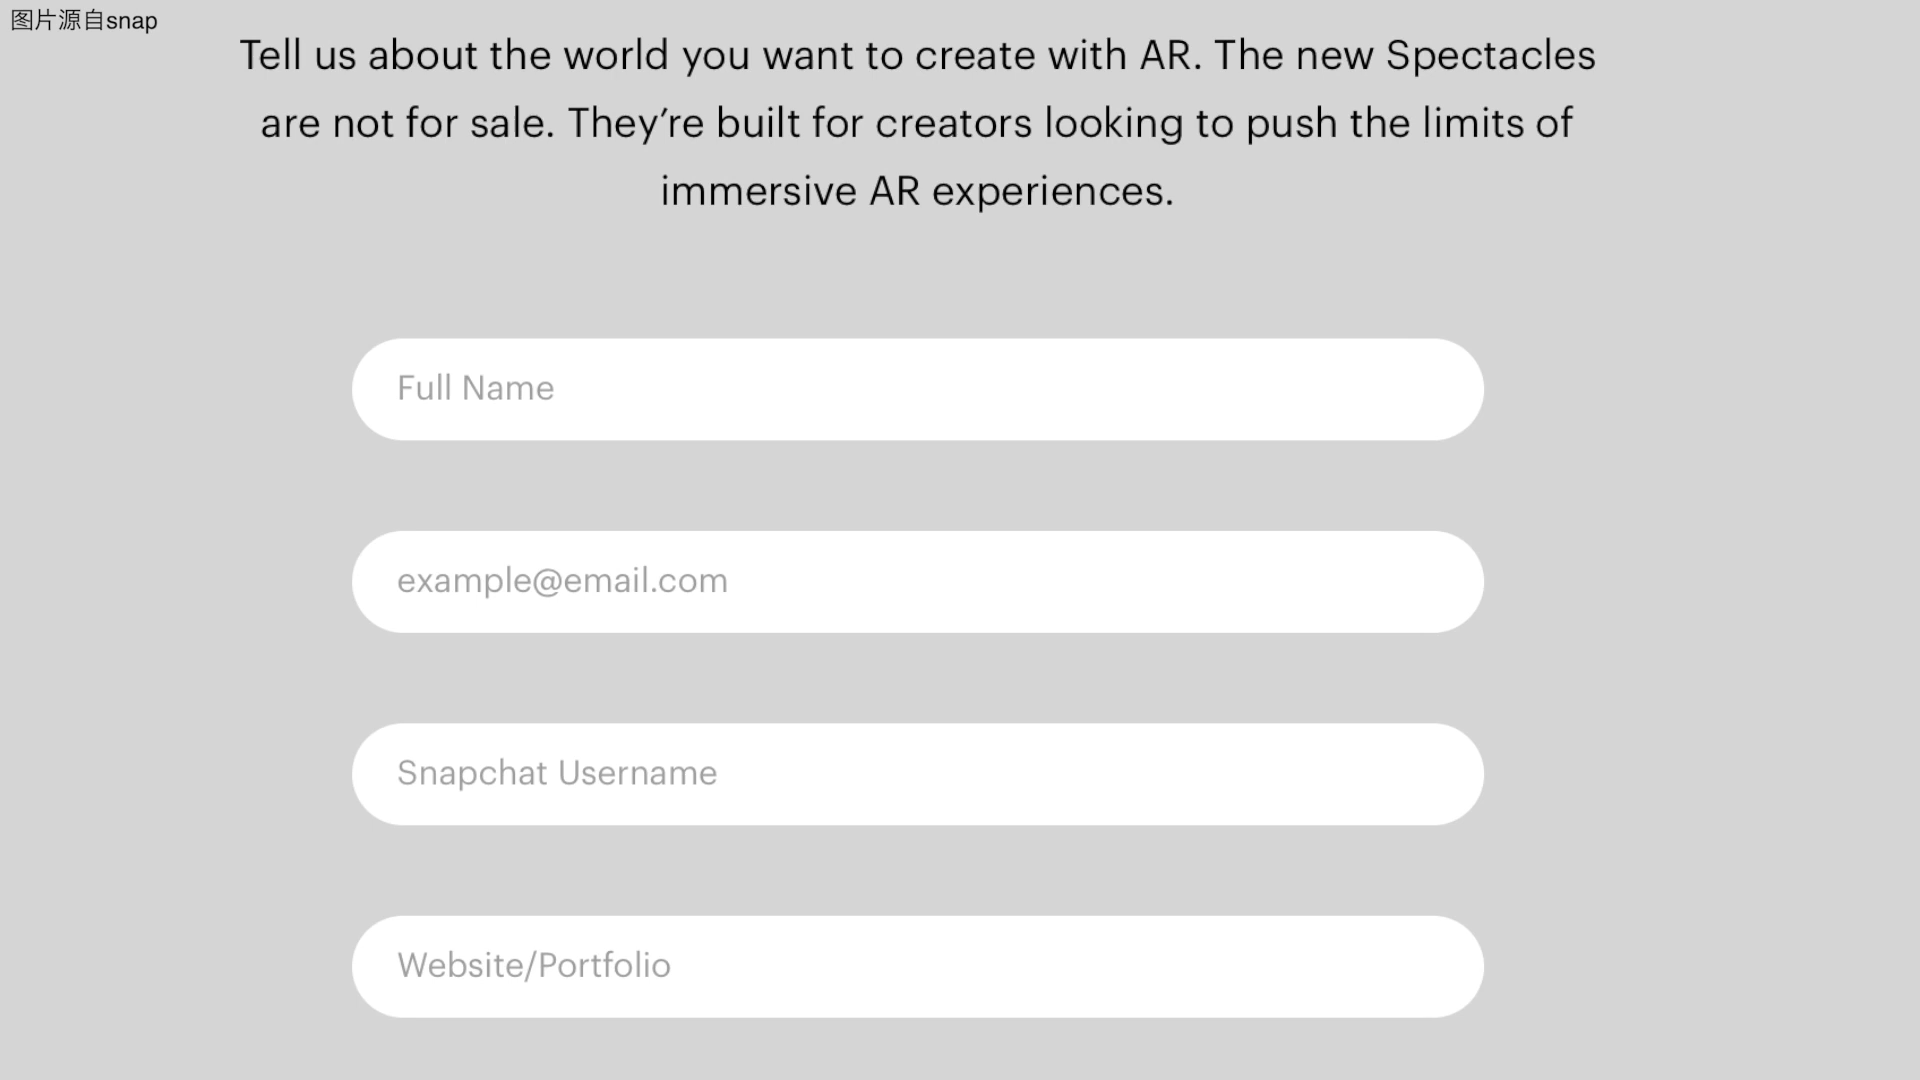 图片源自snap
Tell us about the world you want to create with AR. The new Spectacles
are not for sale. They’re built for creators looking to push the limits of
immersive AR experiences.
Full Name
example@email.com
Snapchat Username
Website/Portfolio